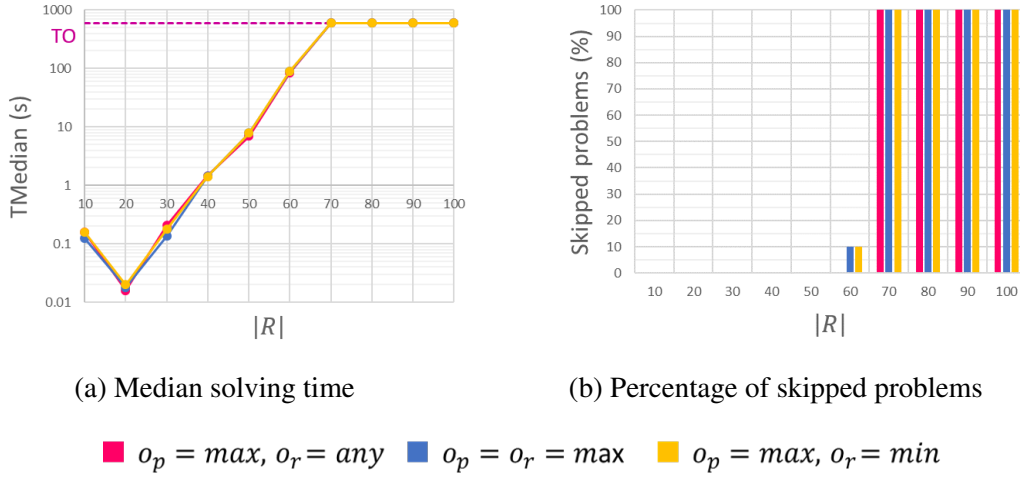 1000
TO
100
10
1
0.1
0.01
10 20 30 40 50 60 70 80 90 100
TMedian (s)
|R|
100
90
80
70
60
50
40
30
20
10
0
10 20 30 40 50 60 70 80 90 100
Skipped problems (%)
|R|
(a) Median solving time
(b) Percentage of skipped problems
o_p = max, o_r = any o_p = o_r = max o_p = max, o_r = min